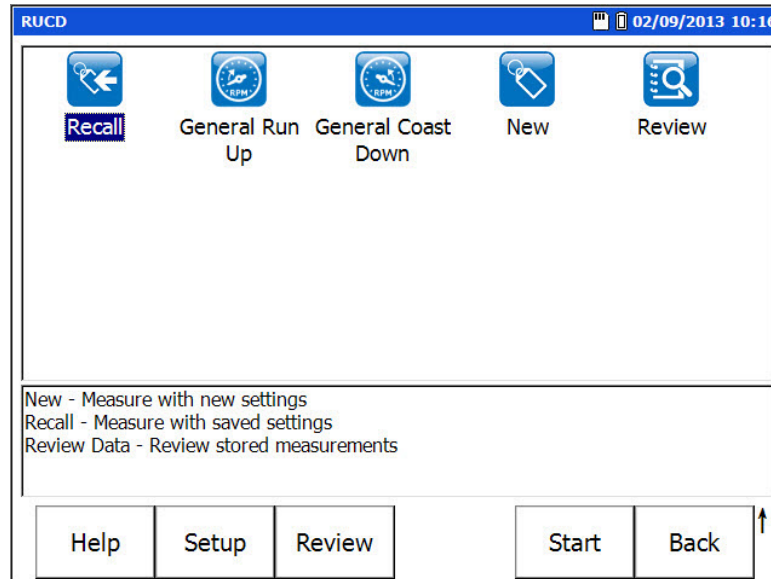 RUCD 02/09/2013 10:16
Recall General Run Up General Coast Down New Review
New - Measure with new settings
Recall - Measure with saved settings
Review Data - Review stored measurements
Help Setup Review Start Back